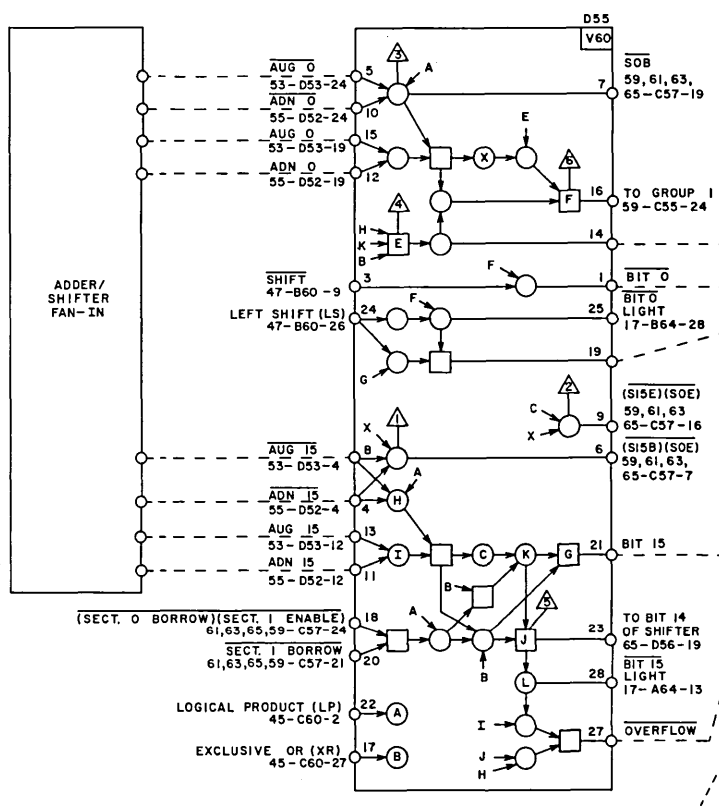 D55
V60
3
A
AUG 0
53-D53-24
5
ADN 0
55-D52-24
10
AUG 0
53-D53-19
15
ADN 0
55-D52-19
12
7
SOB
59, 61, 63,
65-C57-19
E
X
6
F
16
TO GROUP 1
59-C55-24
4
H
K
B
E
14
ADDER/
SHIFTER
FAN-IN
SHIFT
47-B60-9
3
F
1
BIT 0
LEFT SHIFT (LS)
47-B60-26
24
F
25
BIT 0
LIGHT
17-B64-28
G
19
2
C
X
9
(S15E)(SOE)
59, 61, 63
65-C57-16
X
1
6
(S15B)(SOE)
59, 61, 63,
65-C57-7
AUG 15
53-D53-4
8
A
H
ADN 15
55-D52-4
4
AUG 15
53-D53-12
13
I
ADN 15
55-D52-12
11
C
K
G
21
BIT 15
B
5
(SECT. 0 BORROW)(SECT. 1 ENABLE)
61, 63, 65, 59-C57-24
18
A
B
J
23
TO BIT 14
OF SHIFTER
65-D56-19
SECT. 1 BORROW
61, 63, 65, 59-C57-21
20
L
28
BIT 15
LIGHT
17-A64-13
LOGICAL PRODUCT (LP)
45-C60-2
22
A
I
J
H
27
OVERFLOW
EXCLUSIVE OR (XR)
45-C60-27
17
B